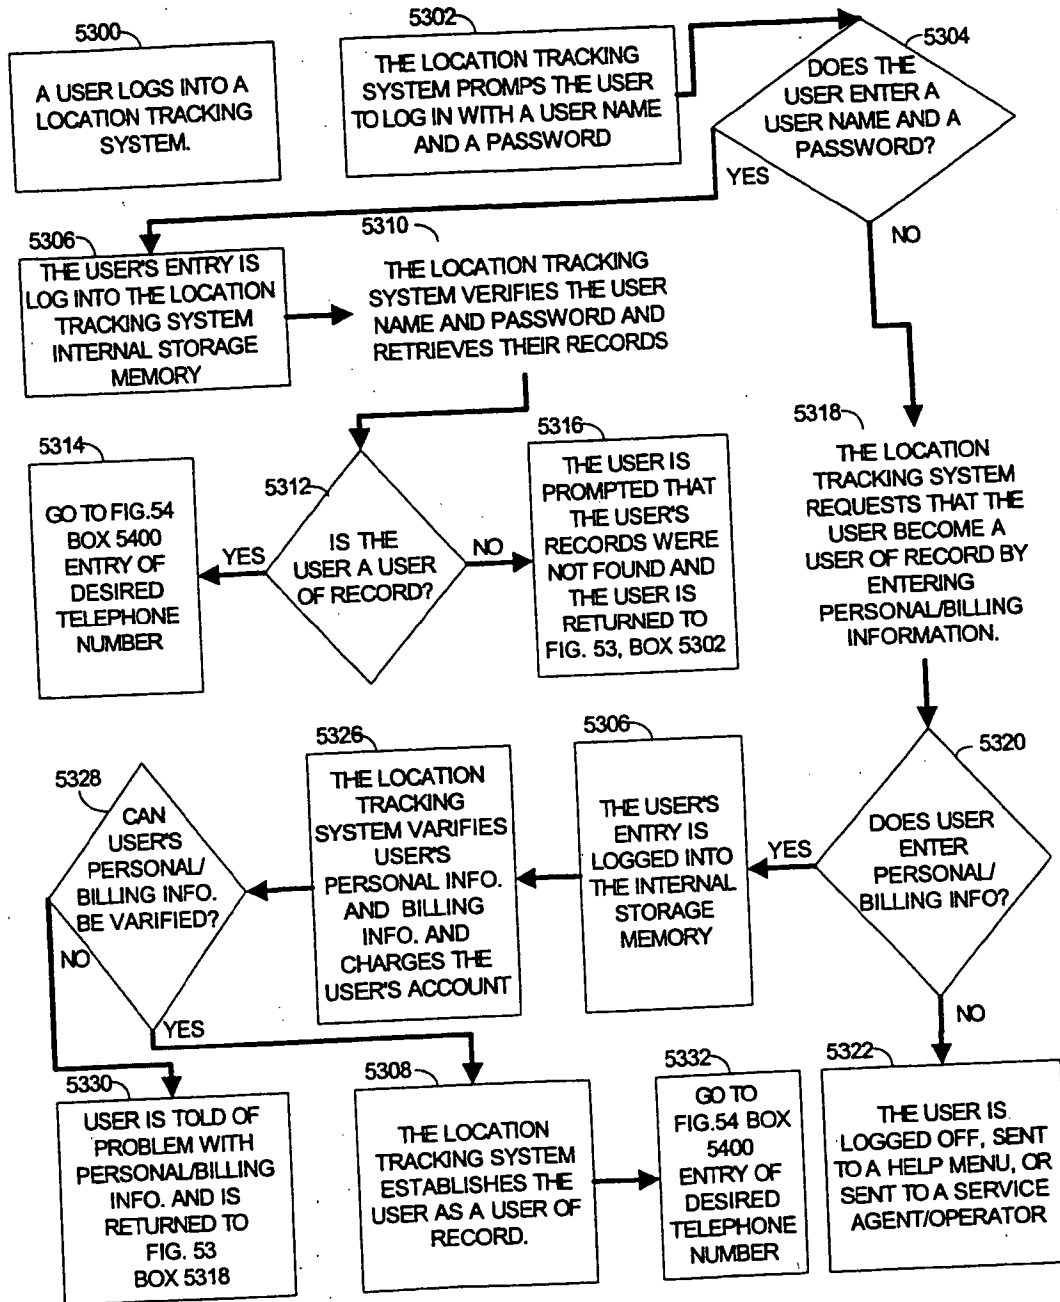 5300
A USER LOGS INTO A
LOCATION TRACKING
SYSTEM.
5302
THE LOCATION TRACKING
SYSTEM PROMPS THE USER
TO LOG IN WITH A USER NAME
AND A PASSWORD
5304
DOES THE
USER ENTER A
USER NAME AND A
PASSWORD?
YES
NO
5306
THE USER'S ENTRY IS
LOG INTO THE LOCATION
TRACKING SYSTEM
INTERNAL STORAGE
MEMORY
5310
THE LOCATION TRACKING
SYSTEM VERIFIES THE USER
NAME AND PASSWORD AND
RETRIEVES THEIR RECORDS
5314
GO TO FIG.54
BOX 5400
ENTRY OF
DESIRED
TELEPHONE
NUMBER
YES
5312
IS THE
USER A USER
OF RECORD?
NO
5316
THE USER IS
PROMPTED THAT
THE USER'S
RECORDS WERE
NOT FOUND AND
THE USER IS
RETURNED TO
FIG. 53, BOX 5302
5318
THE LOCATION
TRACKING SYSTEM
REQUESTS THAT THE
USER BECOME A
USER OF RECORD BY
ENTERING
PERSONAL/BILLING
INFORMATION.
5328
CAN
USER'S
PERSONAL/
BILLING INFO.
BE VARIFIED?
NO
YES
5326
THE LOCATION
TRACKING
SYSTEM VARIFIES
USER'S
PERSONAL INFO.
AND BILLING
INFO. AND
CHARGES THE
USER'S ACCOUNT
5306
THE USER'S
ENTRY IS
LOGGED INTO
THE INTERNAL
STORAGE
MEMORY
YES
5320
DOES USER
ENTER
PERSONAL/
BILLING INFO?
NO
5330
USER IS TOLD OF
PROBLEM WITH
PERSONAL/BILLING
INFO. AND IS
RETURNED TO
FIG. 53
BOX 5318
5308
THE LOCATION
TRACKING SYSTEM
ESTABLISHES THE
USER AS A USER OF
RECORD.
5332
GO TO
FIG.54 BOX
5400
ENTRY OF
DESIRED
TELEPHONE
NUMBER
5322
THE USER IS
LOGGED OFF, SENT
TO A HELP MENU, OR
SENT TO A SERVICE
AGENT/OPERATOR